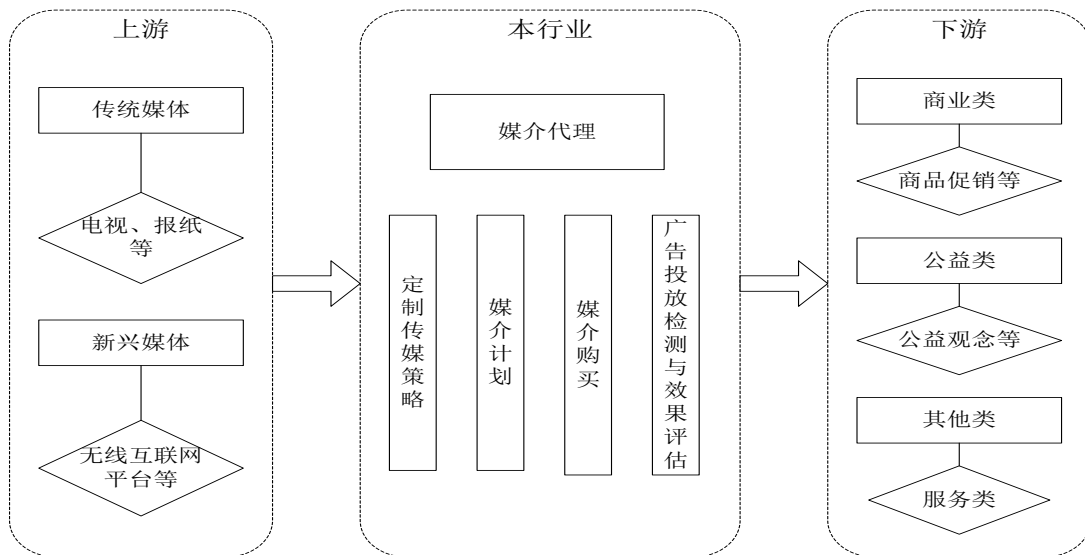 上游
传统媒体
电视、报纸
等
新兴媒体
无线互联网
平台等
本行业
媒介代理
定制传媒策略
媒介计划
媒介购买
广告投放检测与效果评估
下游
商业类
商品促销等
公益类
公益观念等
其他类
服务类